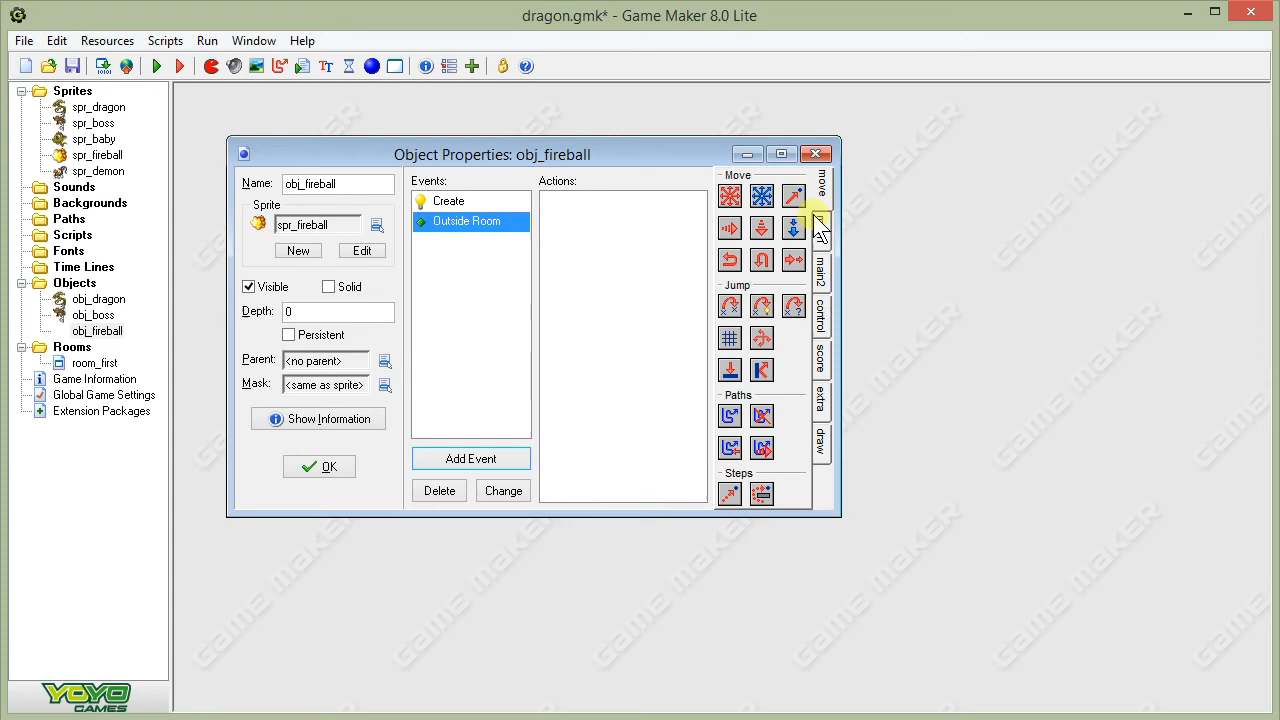 dragon.gmk* - Game Maker 8.0 Lite
File Edit Resources Scripts Run Window Help
Sprites
spr_dragon
spr_boss
spr_baby
spr_fireball
spr_demon
Sounds
Backgrounds
Paths
Scripts
Fonts
Time Lines
Objects
obj_dragon
obj_boss
obj_fireball
Rooms
room_first
Game Information
Global Game Settings
Extension Packages
YOYO
GAMES
Object Properties: obj_fireball
Name: obj_fireball
Sprite
spr_fireball
New Edit
Visible Solid
Depth: 0
Persistent
Parent: <no parent>
Mask: <same as sprite>
Show Information
OK
Events:
Create
Outside Room
Add Event
Delete Change
Actions:
Move
Jump
Paths
Steps
move
main2
control
score
extra
draw
GAME MAKER